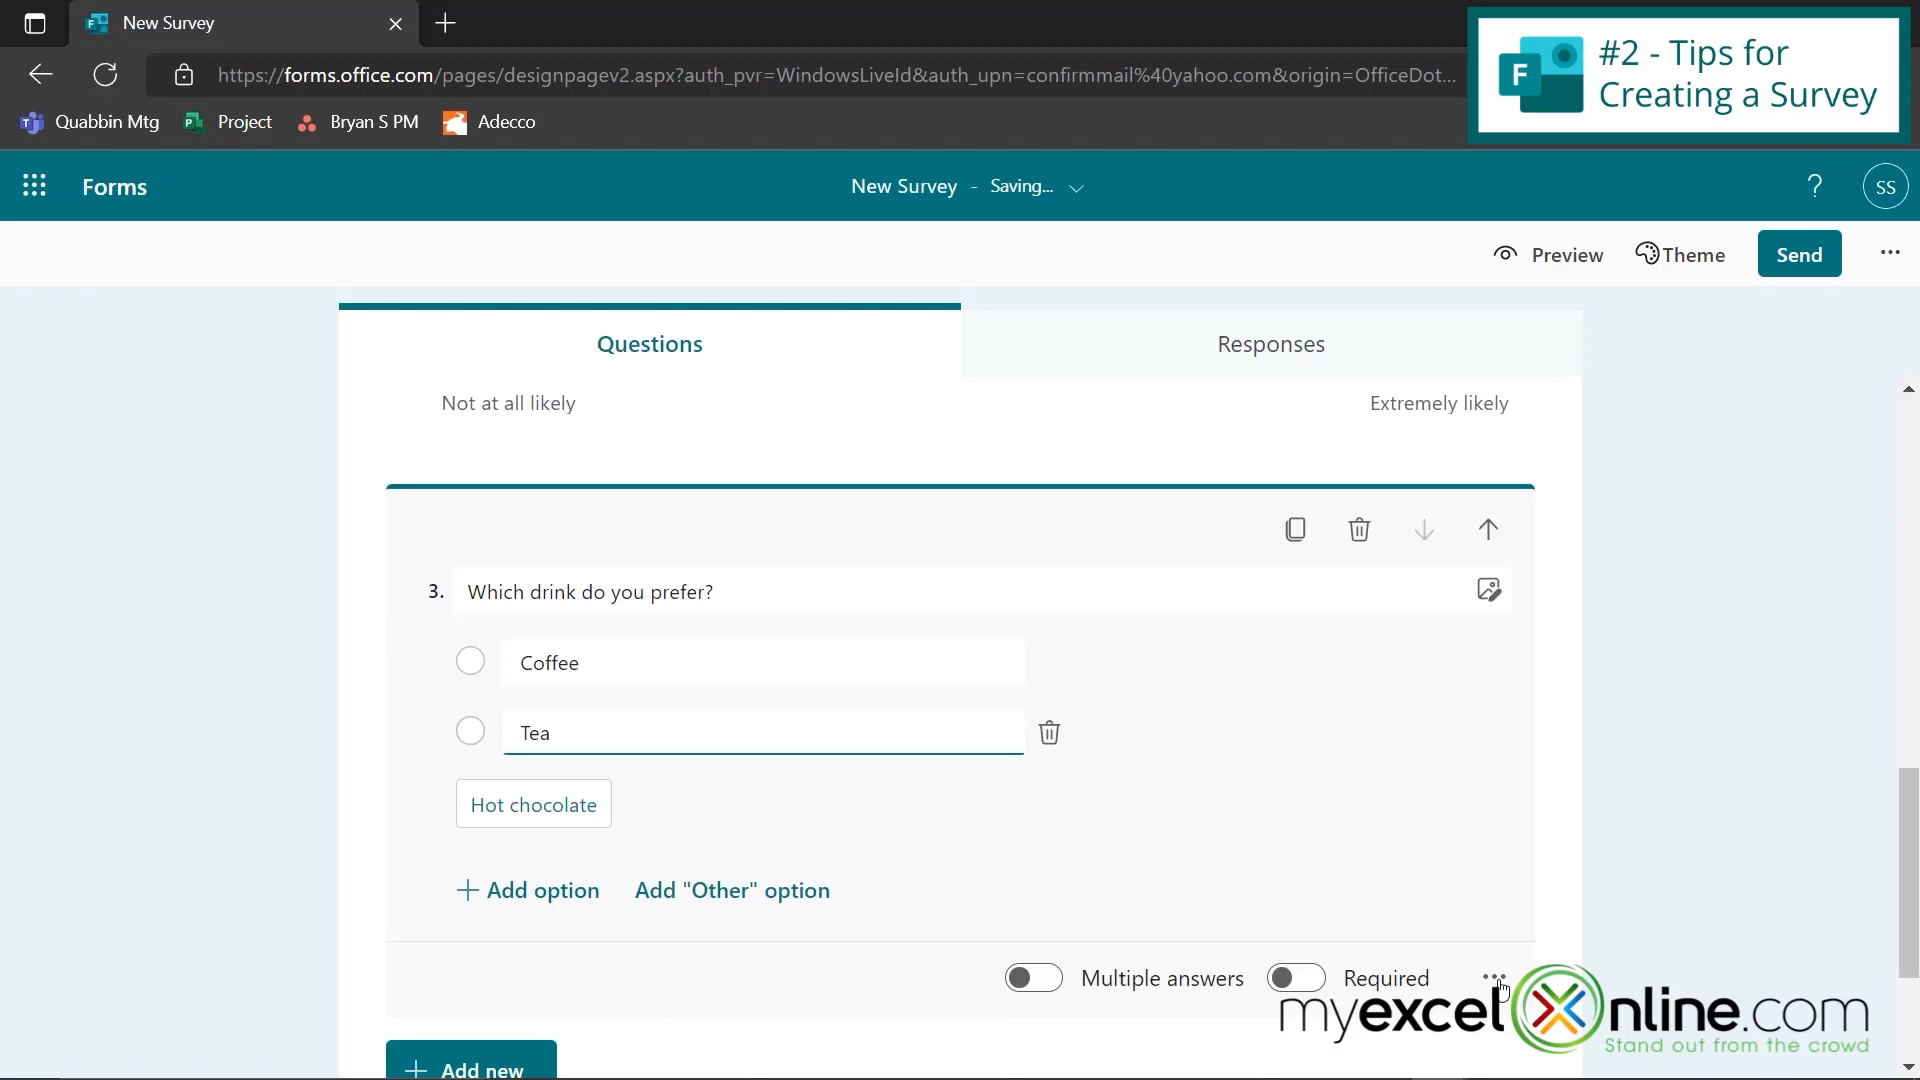 New Survey
#2 - Tips for
Creating a Survey
F
https://forms.office.com/pages/designpagev2.aspx?auth_pvr=WindowsLiveId&auth_upn=confirmmail%40yahoo.com&origin=OfficeDot...
Quabbin Mtg
Project
Bryan S PM
Adecco
Forms
New Survey - Saving...
?
SS
Preview
Theme
Send
Questions
Responses
Not at all likely
Extremely likely
3. Which drink do you prefer?
Coffee
Tea
Hot chocolate
+ Add option
Add "Other" option
Multiple answers
Required
myexcelonline.com
Stand out from the crowd
+ Add new